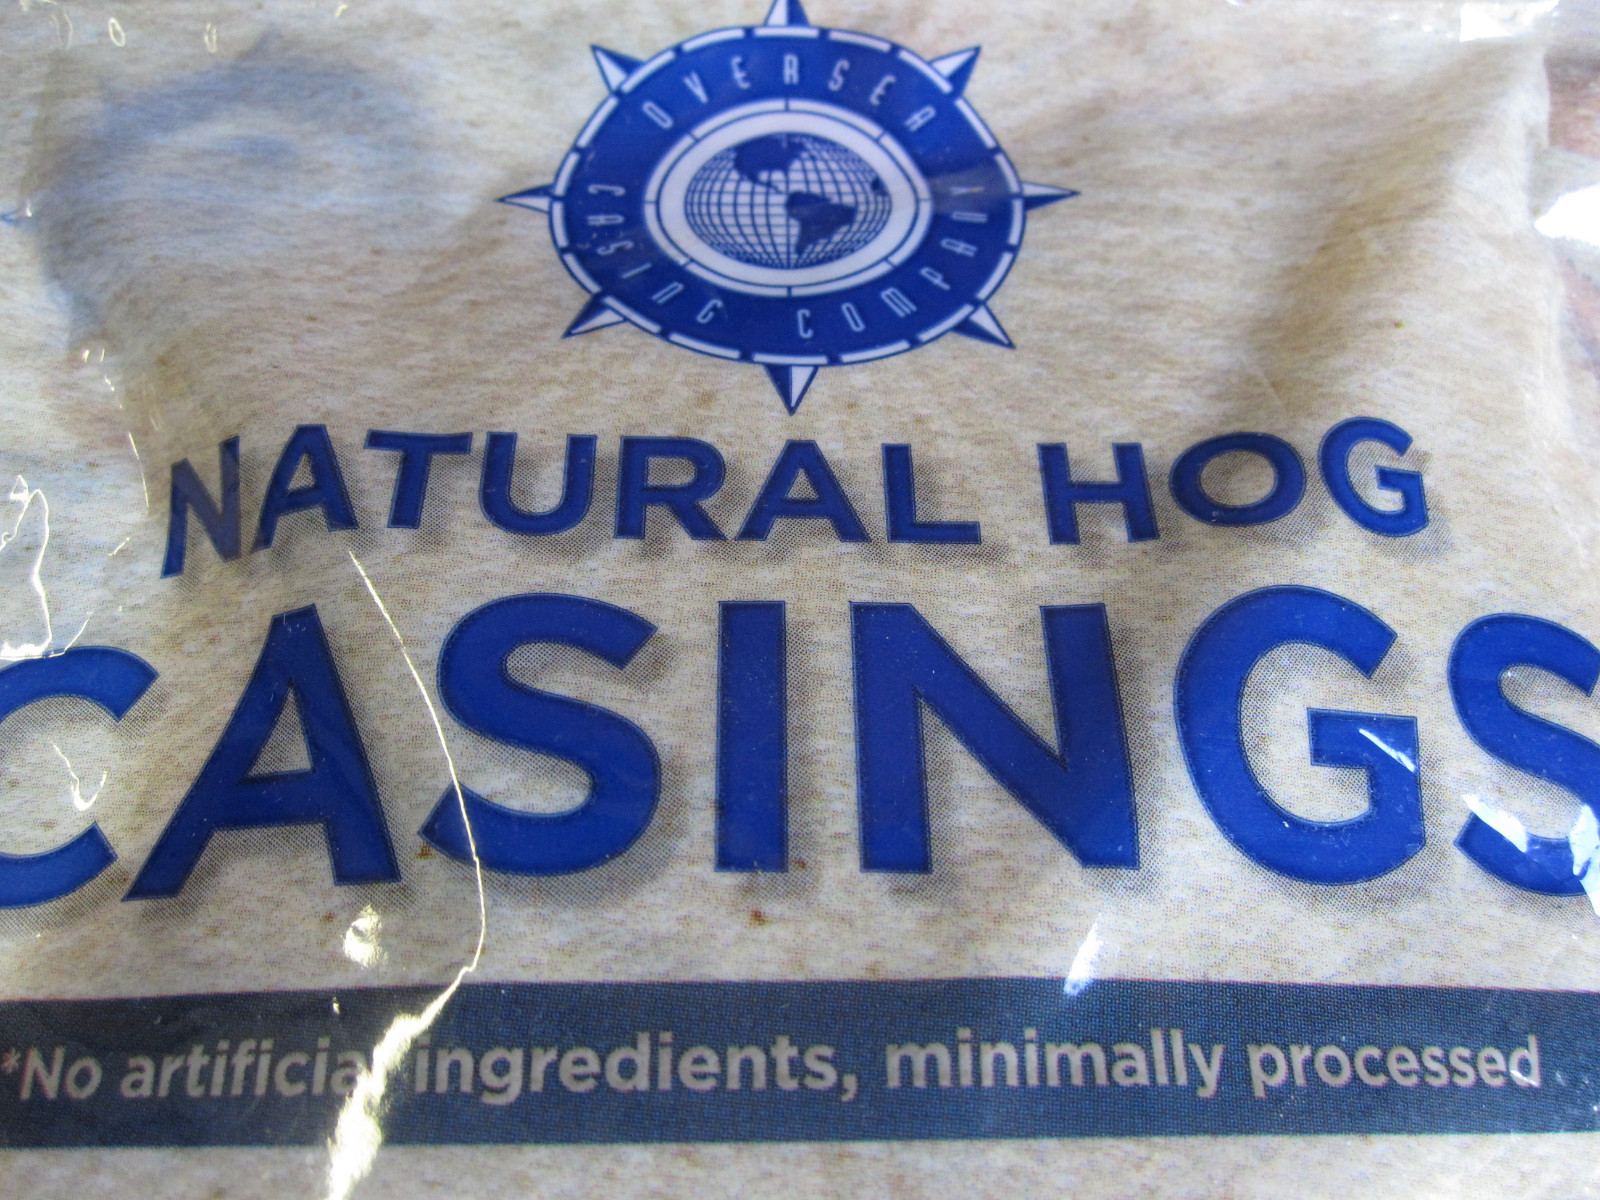 OVERSEA
CASING COMPANY
NATURAL HOG
CASINGS
*No artificial ingredients, minimally processed